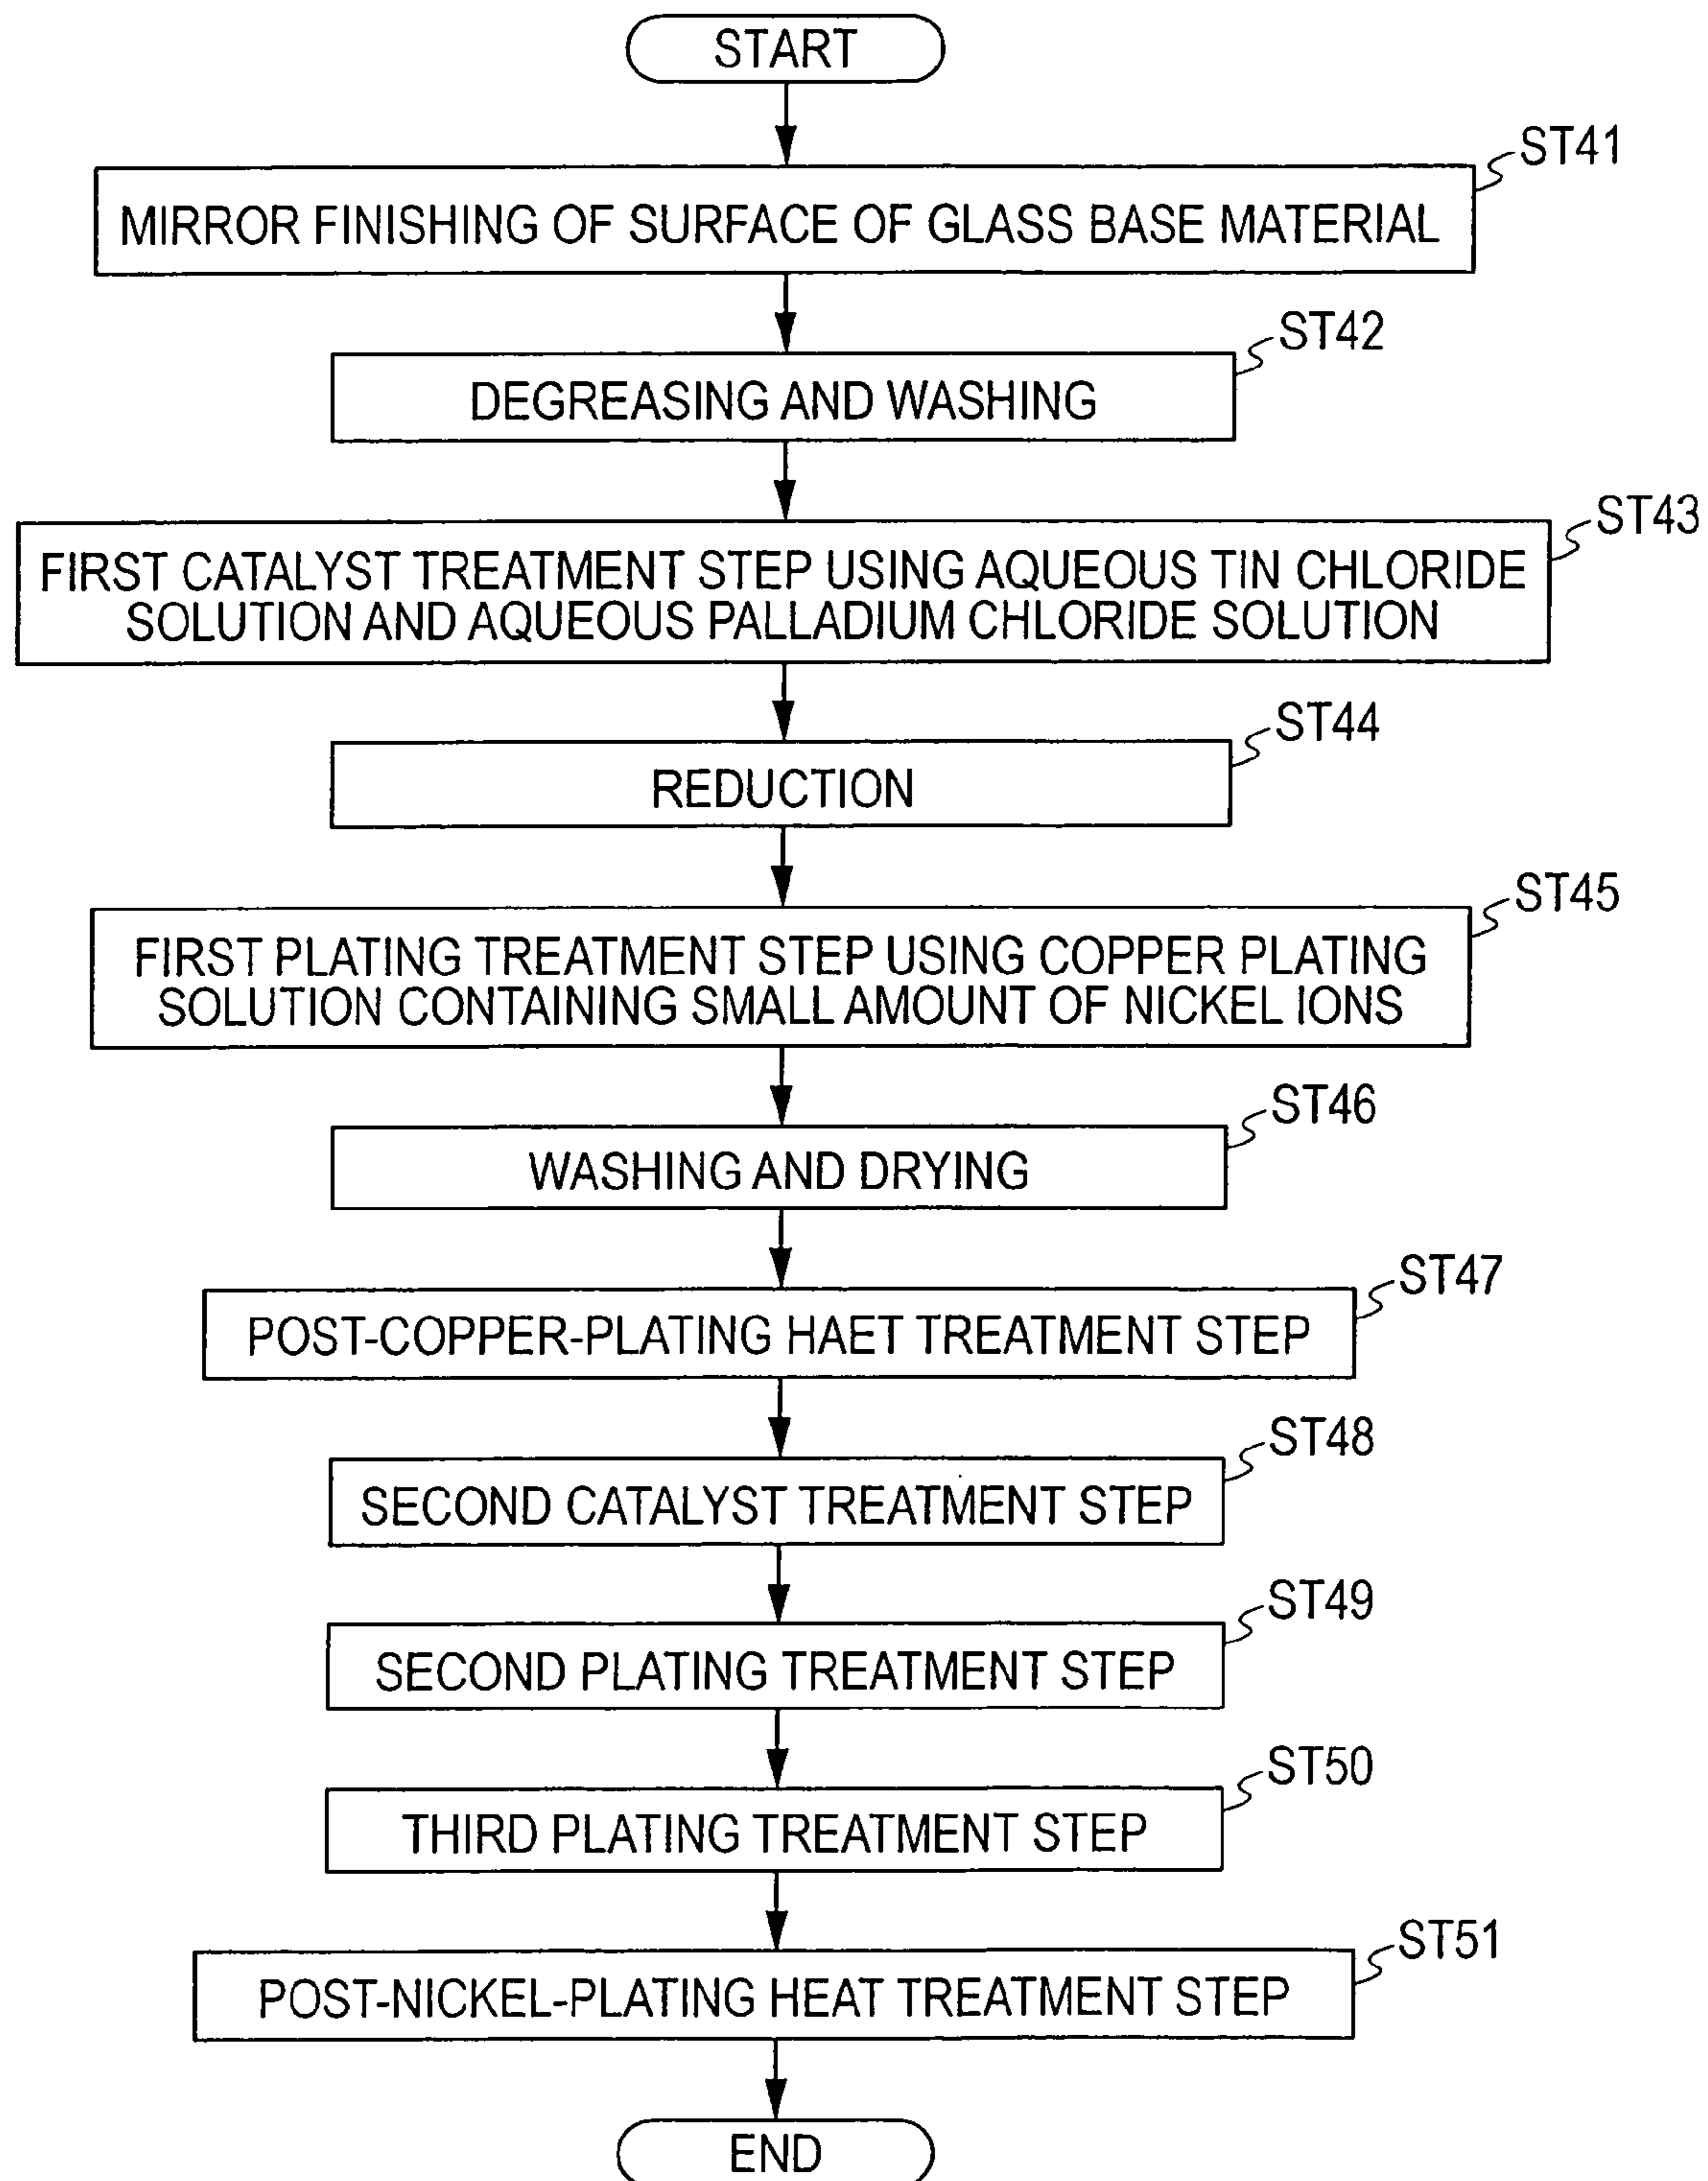 START
ST41
MIRROR FINISHING OF SURFACE OF GLASS BASE MATERIAL
ST42
DEGREASING AND WASHING
ST43
FIRST CATALYST TREATMENT STEP USING AQUEOUS TIN CHLORIDE
SOLUTION AND AQUEOUS PALLADIUM CHLORIDE SOLUTION
ST44
REDUCTION
ST45
FIRST PLATING TREATMENT STEP USING COPPER PLATING
SOLUTION CONTAINING SMALL AMOUNT OF NICKEL IONS
ST46
WASHING AND DRYING
ST47
POST-COPPER-PLATING HAET TREATMENT STEP
ST48
SECOND CATALYST TREATMENT STEP
ST49
SECOND PLATING TREATMENT STEP
ST50
THIRD PLATING TREATMENT STEP
ST51
POST-NICKEL-PLATING HEAT TREATMENT STEP
END